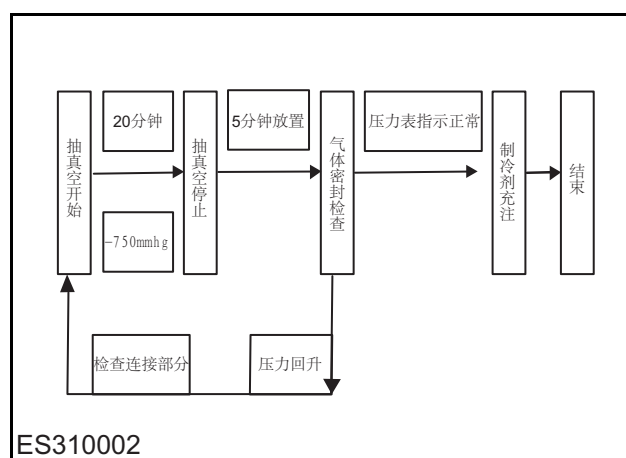 20分钟
5分钟放置
压力表指示正常
抽真空开始
抽真空停止
气体密封检查
制冷剂充注
结束
-750mmhg
检查连接部分
压力回升
ES310002